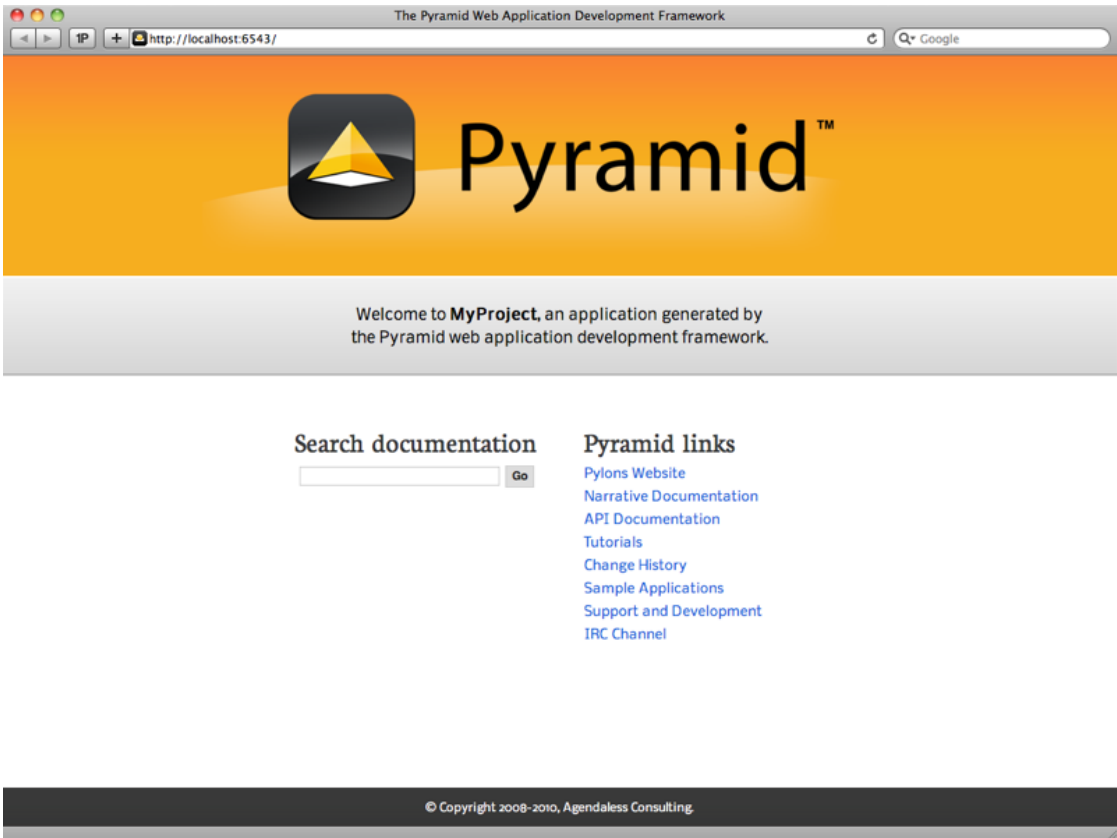 The Pyramid Web Application Development Framework
1P + http://localhost:6543/ Google
Pyramid™
Welcome to MyProject, an application generated by
the Pyramid web application development framework.
Search documentation
Go
Pyramid links
Pylons Website
Narrative Documentation
API Documentation
Tutorials
Change History
Sample Applications
Support and Development
IRC Channel
© Copyright 2008-2010, Agendaless Consulting.